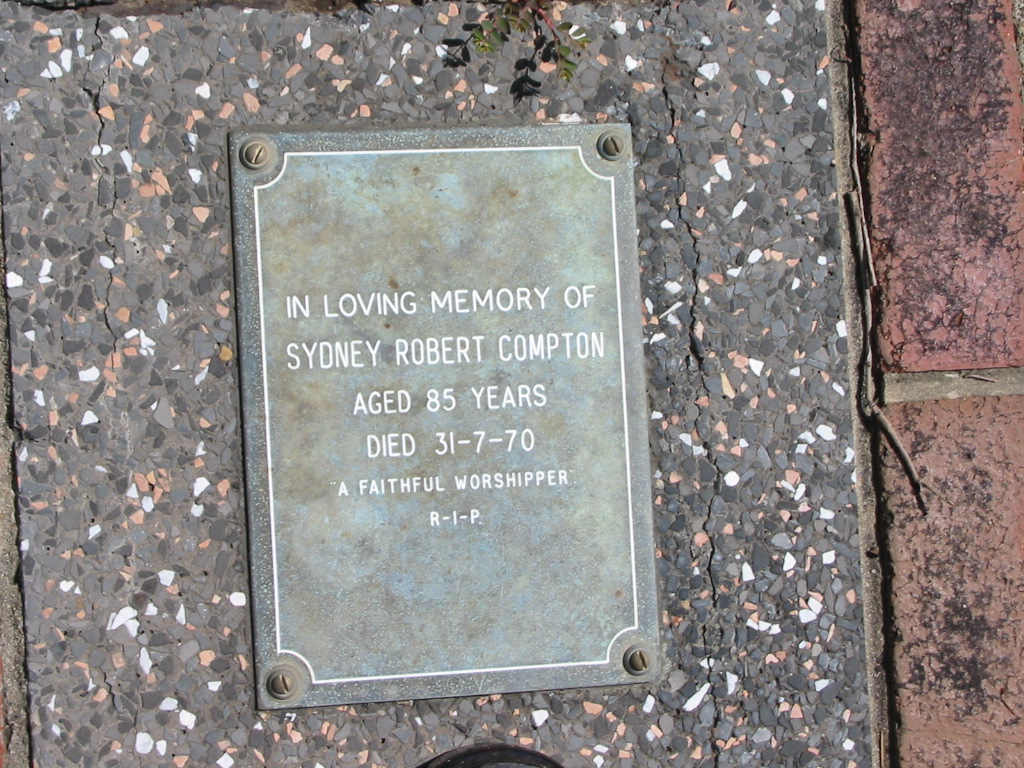 IN LOVING MEMORY OF
SYDNEY ROBERT COMPTON
AGED 85 YEARS
DIED 31-7-70
"A FAITHFUL WORSHIPPER".
R-I-P.